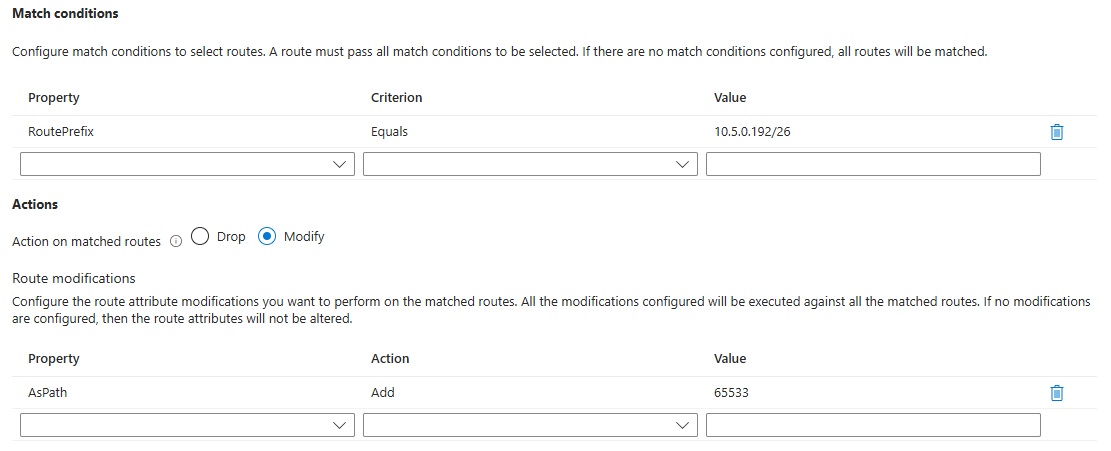 Match conditions
Configure match conditions to select routes. A route must pass all match conditions to be selected. If there are no match conditions configured, all routes will be matched.
Property Criterion Value
RoutePrefix Equals 10.5.0.192/26
Actions
Action on matched routes Drop Modify
Route modifications
Configure the route attribute modifications you want to perform on the matched routes. All the modifications configured will be executed against all the matched routes. If no modifications
are configured, then the route attributes will not be altered.
Property Action Value
AsPath Add 65533